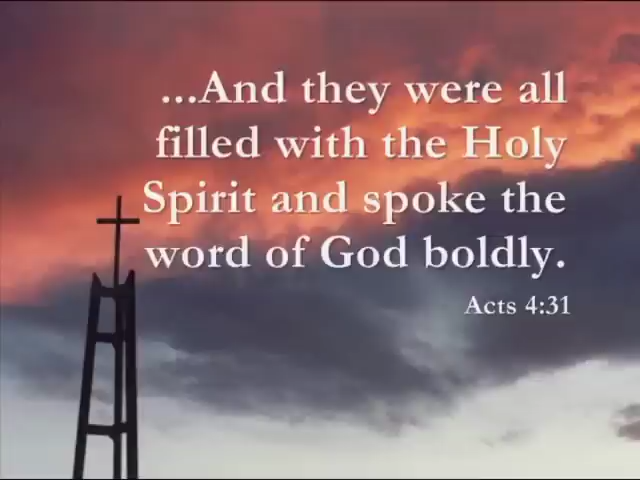 ...And they were all
filled with the Holy
Spirit and spoke the
word of God boldly.
Acts 4:31